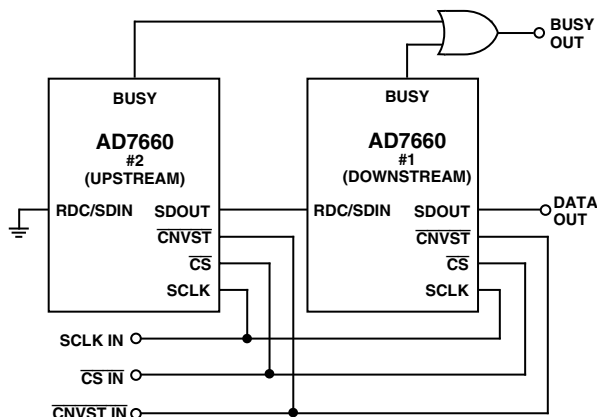 BUSY
OUT
BUSY
BUSY
AD7660
#2
(UPSTREAM)
AD7660
#1
(DOWNSTREAM)
RDC/SDIN
SDOUT
RDC/SDIN
SDOUT
DATA
OUT
CNVST
CNVST
CS
CS
SCLK
SCLK
SCLK IN
CS IN
CNVST IN